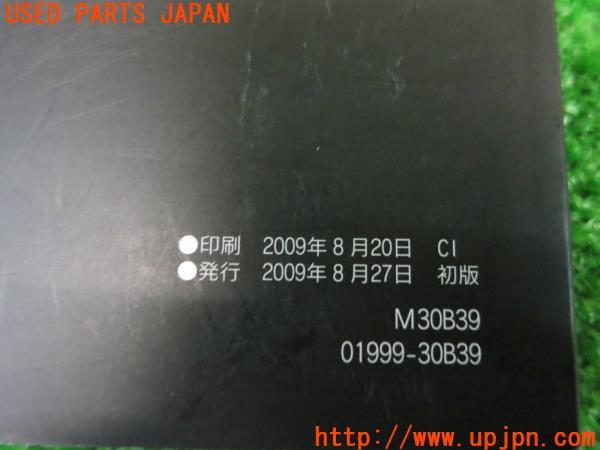 USED PARTS JAPAN
●印刷 2009年8月20日 CI
●発行 2009年8月27日 初版
M30B39
01999-30B39
http://www.upjpn.com/